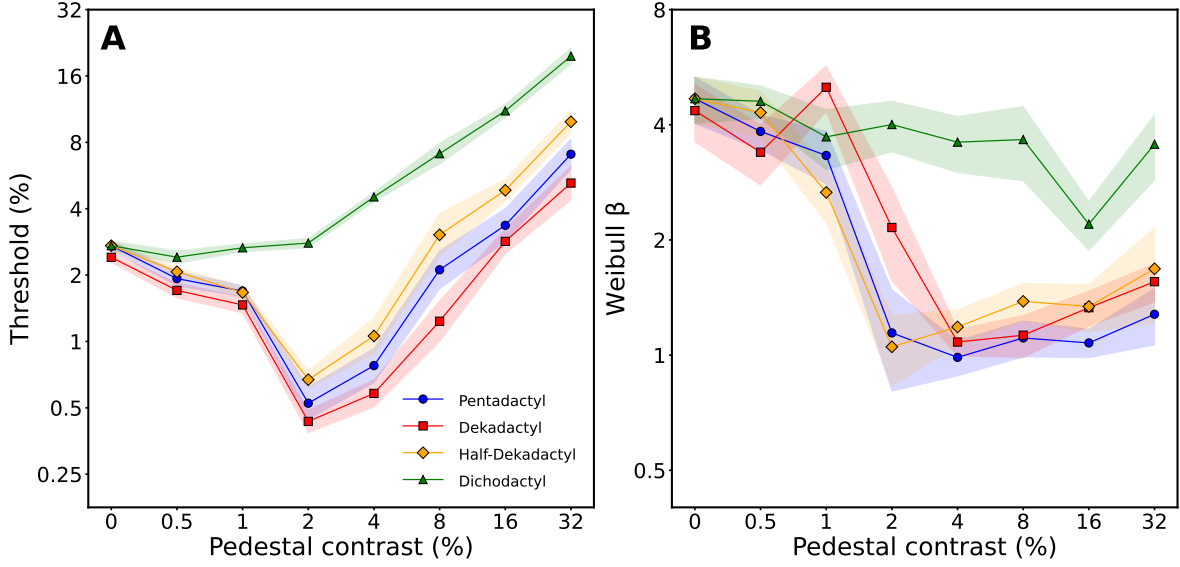 A
Threshold (%)
32
16
8
4
2
1
0.5
0.25
Pentadactyl
Dekadactyl
Half-Dekadactyl
Dichodactyl
0 0.5 1 2 4 8 16 32
Pedestal contrast (%)
B
Weibull β
8
4
2
1
0.5
0 0.5 1 2 4 8 16 32
Pedestal contrast (%)